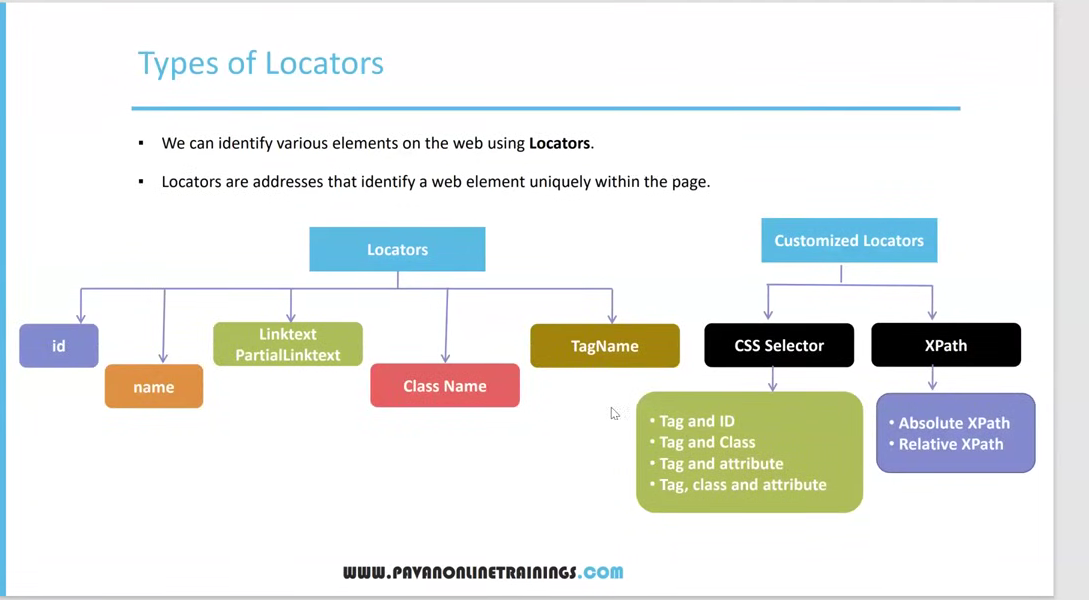 Types of Locators
▪ We can identify various elements on the web using Locators.
▪ Locators are addresses that identify a web element uniquely within the page.
Locators
id
name
Linktext
PartialLinktext
Class Name
TagName
Customized Locators
CSS Selector
• Tag and ID
• Tag and Class
• Tag and attribute
• Tag, class and attribute
XPath
• Absolute XPath
• Relative XPath
WWW.PAVANONLINETRAININGS.COM